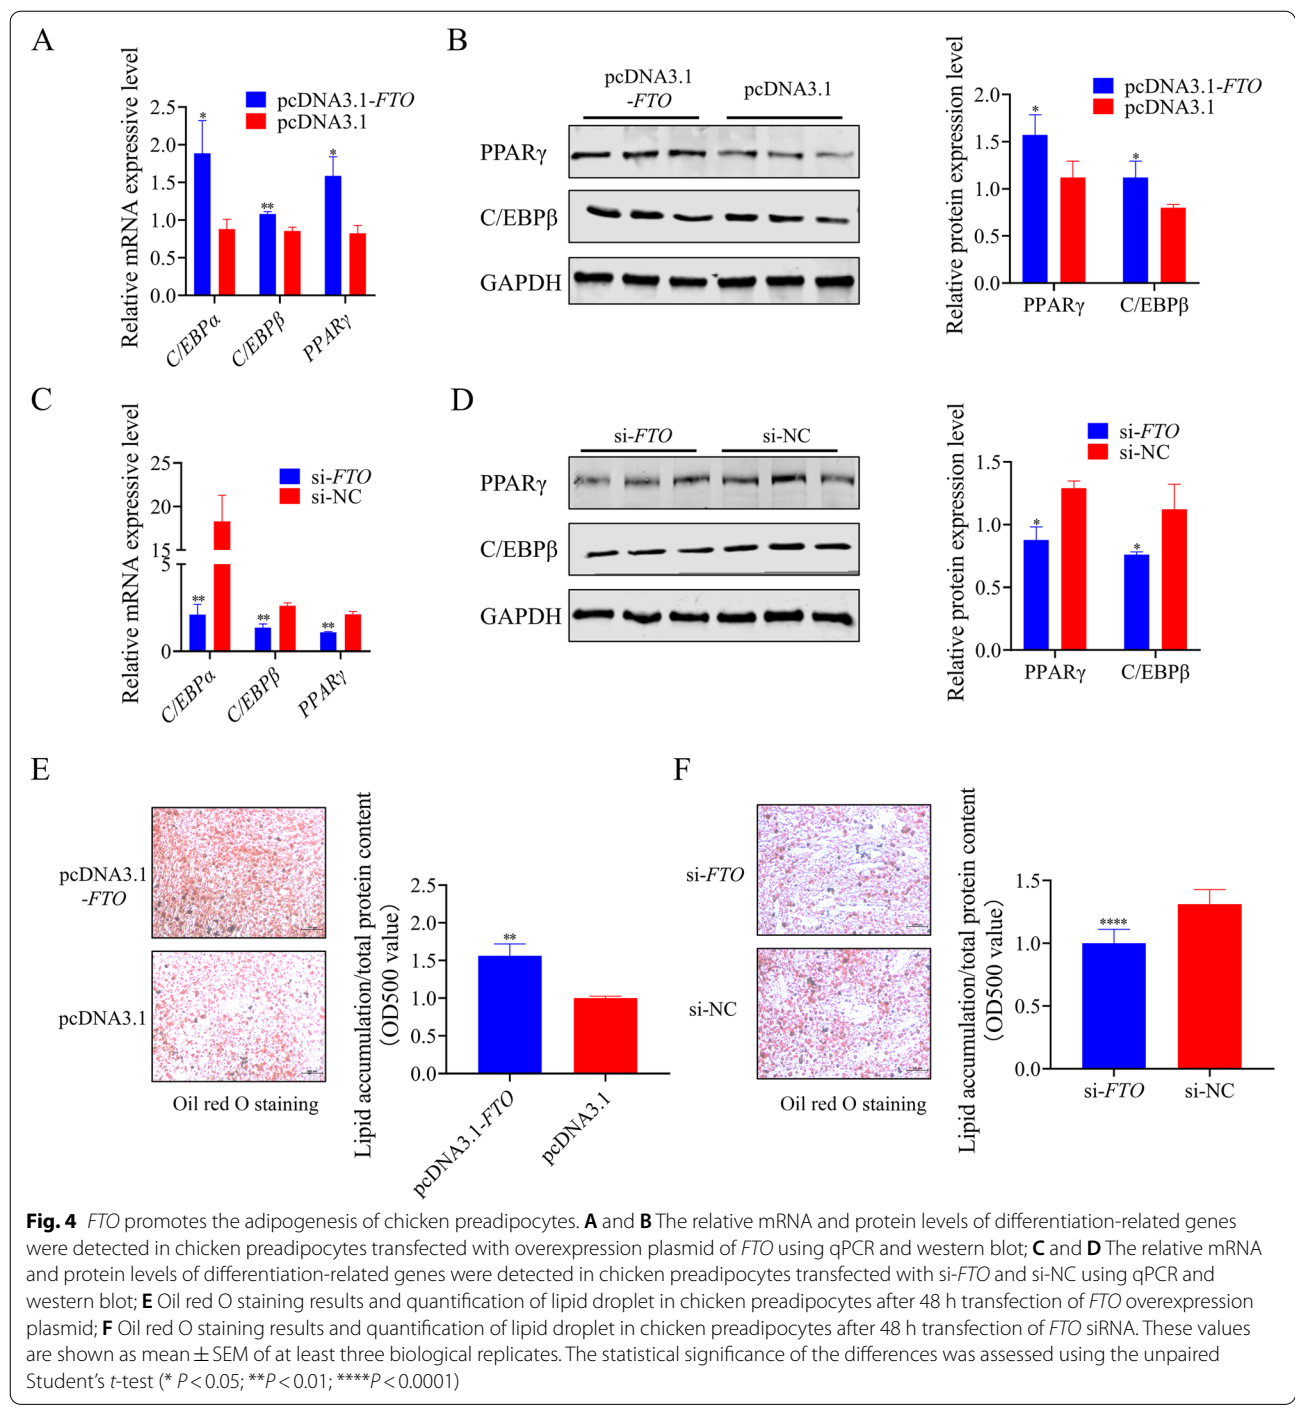 A
Relative mRNA expressive level
2.5
2.0
1.5
1.0
0.5
0.0
pcDNA3.1-FTO
pcDNA3.1
*
**
*
C/EBPα
C/EBPβ
PPARγ
B
pcDNA3.1
-FTO
pcDNA3.1
PPARγ
C/EBPβ
GAPDH
Relative protein expression level
2.0
1.5
1.0
0.5
0.0
pcDNA3.1-FTO
pcDNA3.1
*
*
PPARγ
C/EBPβ
C
Relative mRNA expressive level
25
20
15
5
0
si-FTO
si-NC
**
**
**
C/EBPα
C/EBPβ
PPARγ
D
si-FTO
si-NC
PPARγ
C/EBPβ
GAPDH
Relative protein expression level
1.5
1.0
0.5
0.0
si-FTO
si-NC
*
*
PPARγ
C/EBPβ
E
pcDNA3.1
-FTO
pcDNA3.1
Oil red O staining
Lipid accumulation/total protein content
(OD500 value)
2.5
2.0
1.5
1.0
0.5
0.0
**
pcDNA3.1-FTO
pcDNA3.1
F
si-FTO
si-NC
Oil red O staining
Lipid accumulation/total protein content
(OD500 value)
1.5
1.0
0.5
0.0
****
si-FTO
si-NC
Fig. 4 FTO promotes the adipogenesis of chicken preadipocytes. A and B The relative mRNA and protein levels of differentiation-related genes
were detected in chicken preadipocytes transfected with overexpression plasmid of FTO using qPCR and western blot; C and D The relative mRNA
and protein levels of differentiation-related genes were detected in chicken preadipocytes transfected with si-FTO and si-NC using qPCR and
western blot; E Oil red O staining results and quantification of lipid droplet in chicken preadipocytes after 48 h transfection of FTO overexpression
plasmid; F Oil red O staining results and quantification of lipid droplet in chicken preadipocytes after 48 h transfection of FTO siRNA. These values
are shown as mean ± SEM of at least three biological replicates. The statistical significance of the differences was assessed using the unpaired
Student's t-test (* P < 0.05; **P < 0.01; ****P < 0.0001)